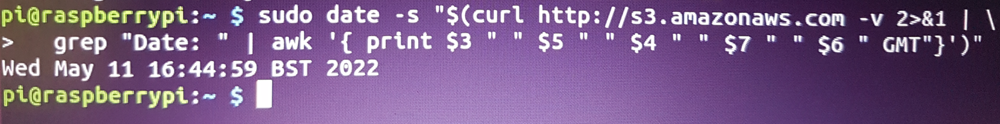 pi@raspberrypi:~ $ sudo date -s "$(curl http://s3.amazonaws.com -v 2>&1 | \
>   grep "Date: " | awk '{ print $3 " " $5 " " $4 " " $7 " " $6 " GMT"}')"
Wed May 11 16:44:59 BST 2022
pi@raspberrypi:~ $